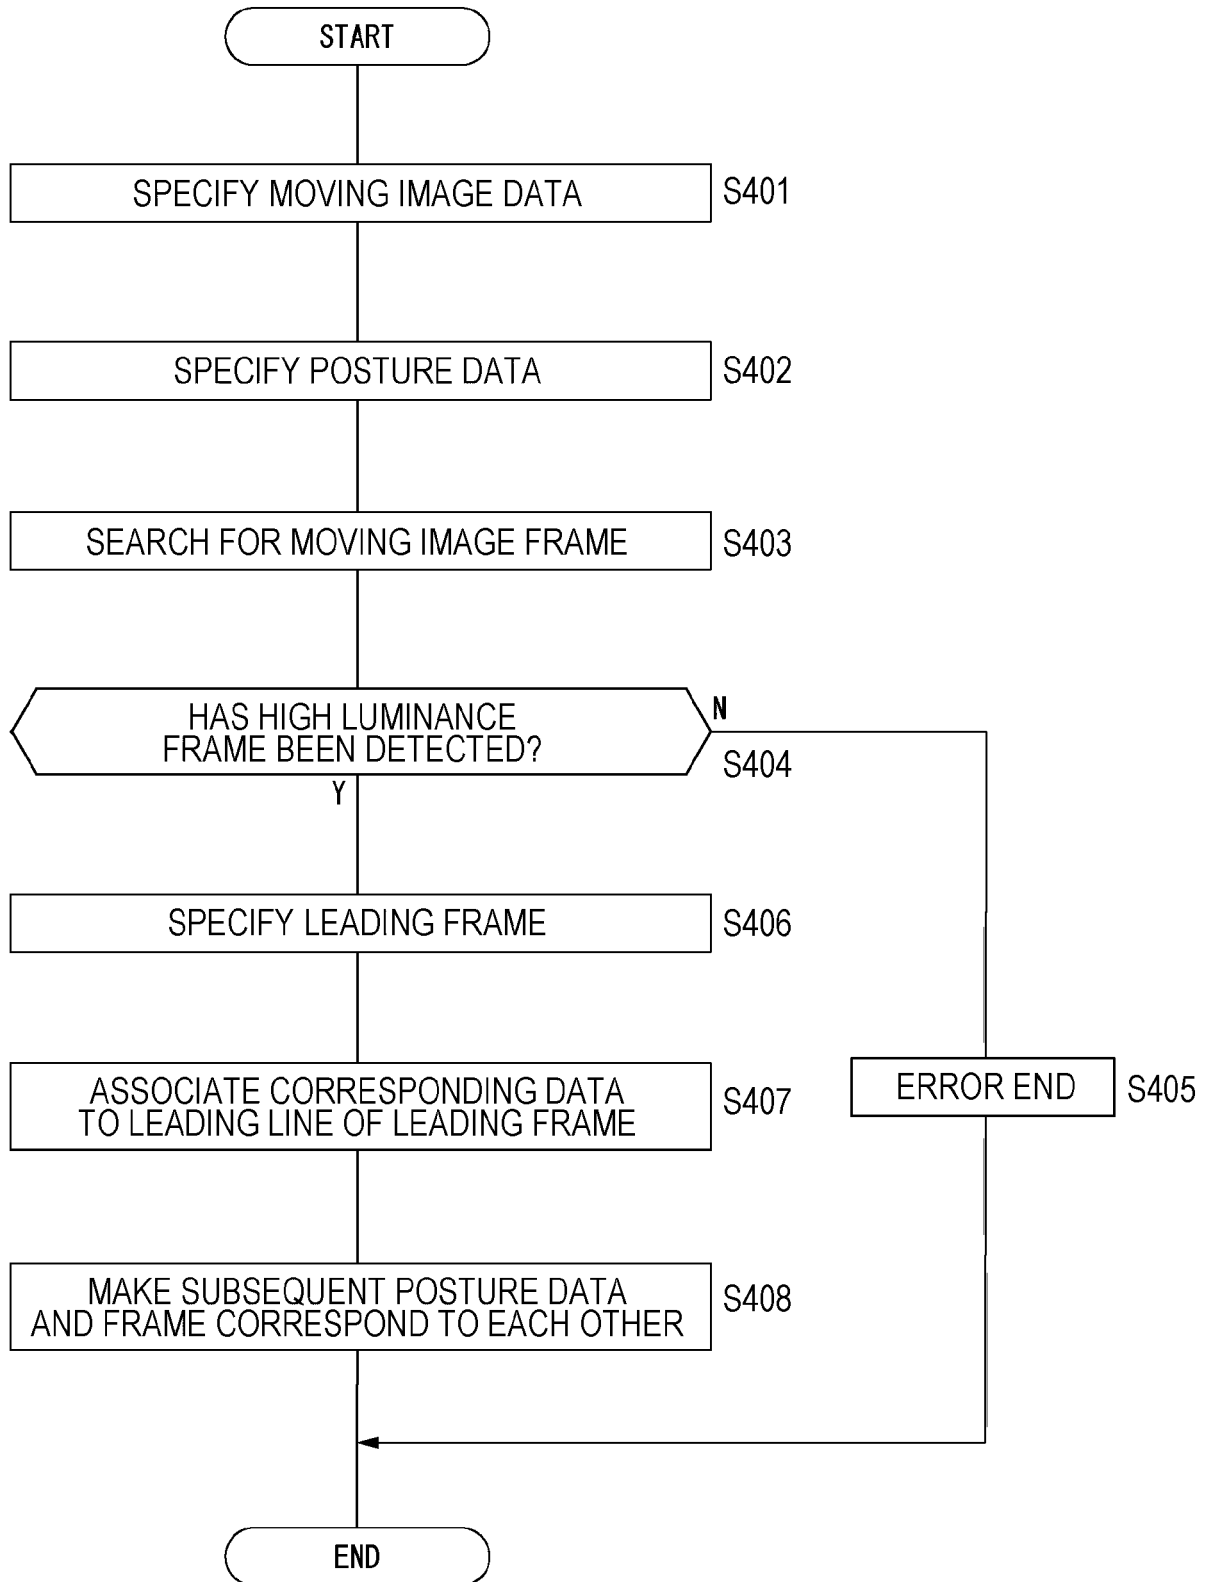 START
SPECIFY MOVING IMAGE DATA
S401
SPECIFY POSTURE DATA
S402
SEARCH FOR MOVING IMAGE FRAME
S403
HAS HIGH LUMINANCE
FRAME BEEN DETECTED?
N
S404
Y
SPECIFY LEADING FRAME
S406
ASSOCIATE CORRESPONDING DATA
TO LEADING LINE OF LEADING FRAME
S407
ERROR END
S405
MAKE SUBSEQUENT POSTURE DATA
AND FRAME CORRESPOND TO EACH OTHER
S408
END